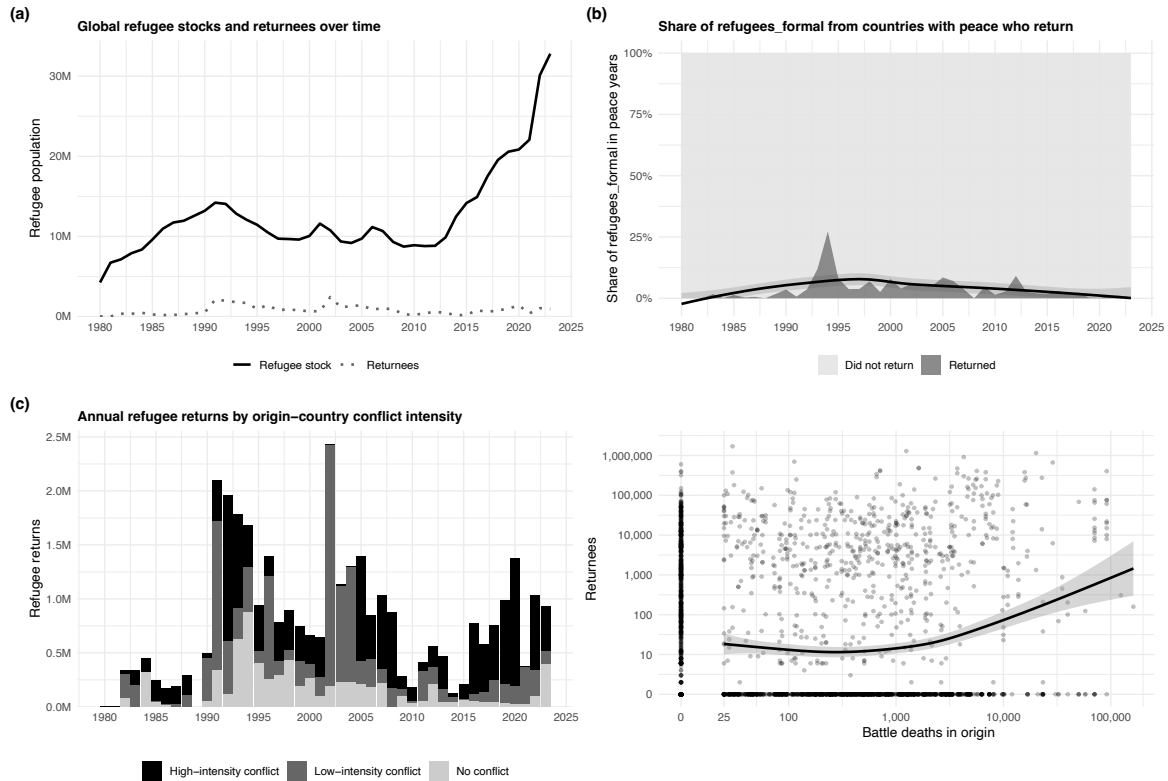 (a)
Global refugee stocks and returnees over time
Refugee population
30M
20M
10M
0M
1980 1985 1990 1995 2000 2005 2010 2015 2020 2025
Refugee stock Returnees
(b)
Share of refugees_formal from countries with peace who return
Share of refugees_formal in peace years
100%
75%
50%
25%
0%
1980 1985 1990 1995 2000 2005 2010 2015 2020 2025
Did not return Returned
(c)
Annual refugee returns by origin−country conflict intensity
Refugee returns
2.5M
2.0M
1.5M
1.0M
0.5M
0.0M
1980 1985 1990 1995 2000 2005 2010 2015 2020 2025
High−intensity conflict Low−intensity conflict No conflict
Returnees
1,000,000
100,000
10,000
1,000
100
10
0
0 25 100 1,000 10,000 100,000
Battle deaths in origin